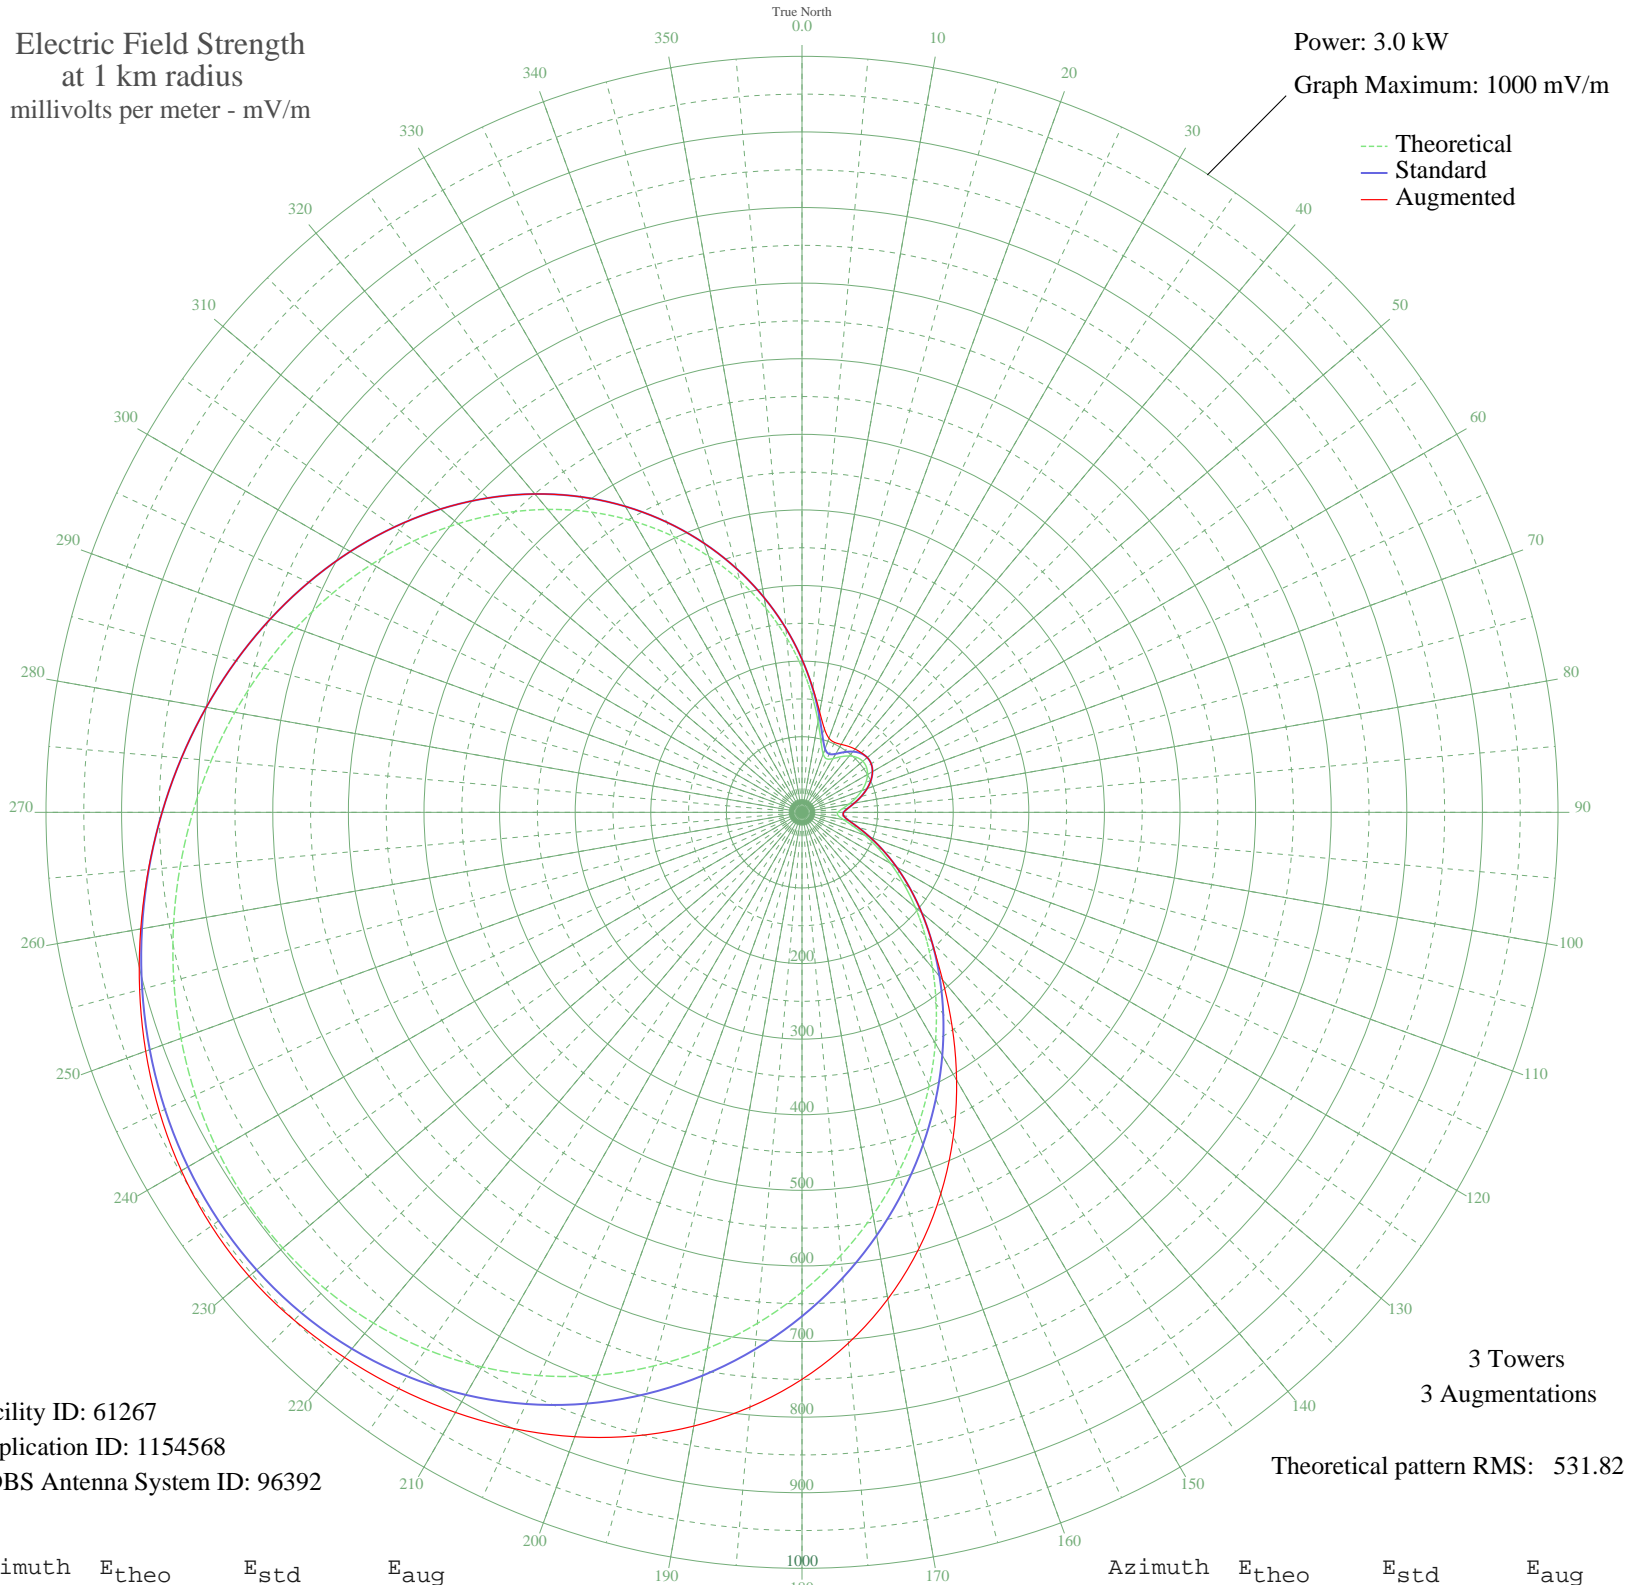 True North
0.0
Electric Field Strength
at 1 km radius
millivolts per meter - mV/m
Power: 3.0 kW
Graph Maximum: 1000 mV/m
Theoretical
Standard
Augmented
10
20
30
40
50
60
70
80
90
100
110
120
130
140
150
160
170
190
200
210
220
230
240
250
260
270
280
290
300
310
320
330
340
350
200
300
400
500
600
700
800
900
1000
3 Towers
3 Augmentations
Theoretical pattern RMS: 531.82
cility ID: 61267
plication ID: 1154568
DBS Antenna System ID: 96392
imuth Etheo Estd Eaug
Azimuth Etheo Estd Eaug